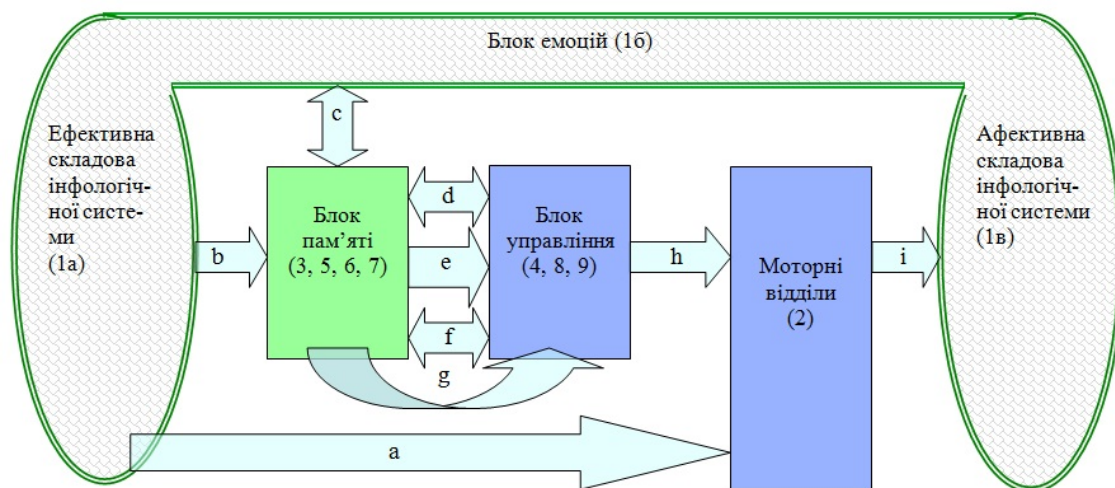 Блок емоцій (1б)
Ефективна
складова
інфологіч-
ної систе-
ми
(1а)
c
b
Блок
пам’яті
(3, 5, 6, 7)
d
e
f
g
Блок
управління
(4, 8, 9)
h
Моторні
відділи
(2)
i
Афективна
складова
інфологіч-
ної системи
(1в)
a